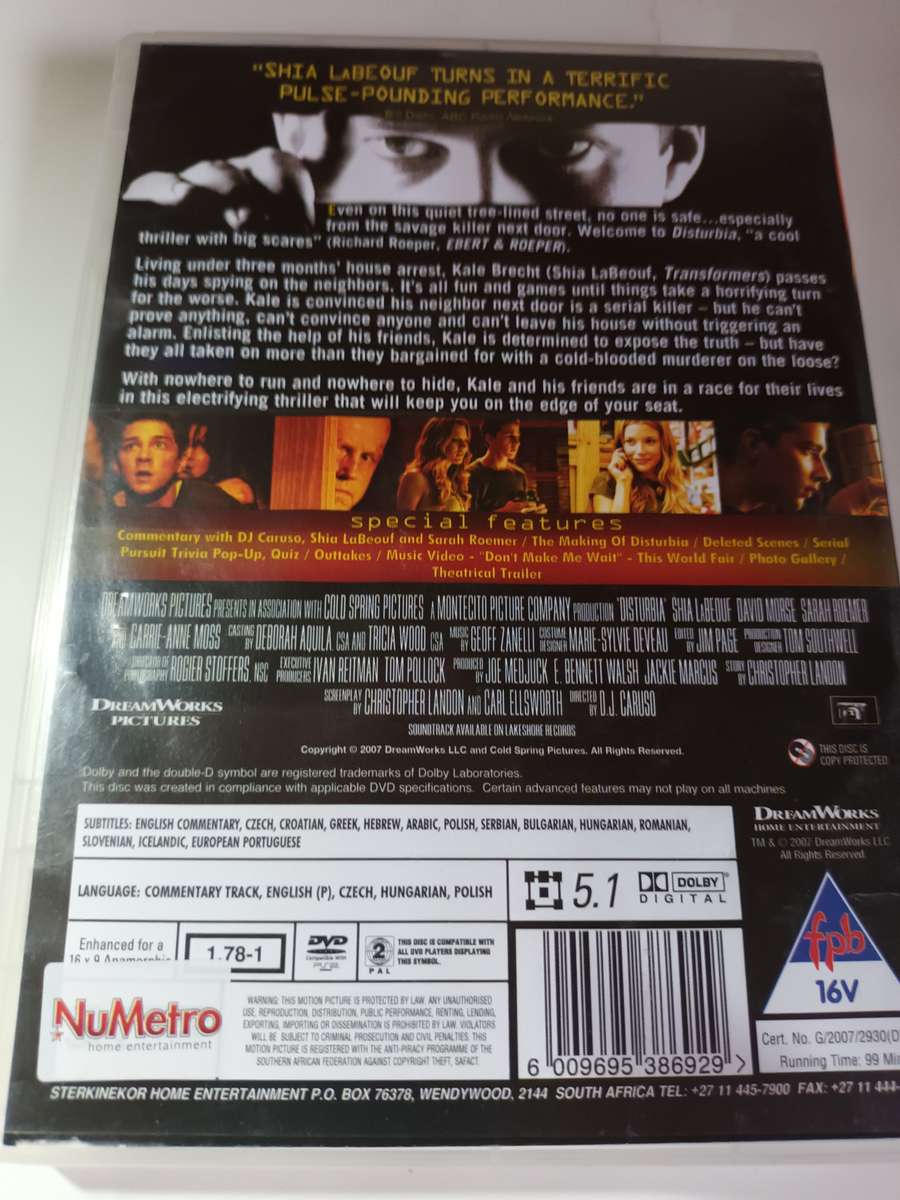 "SHIA LaBEOUF TURNS IN A TERRIFIC
PULSE-POUNDING PERFORMANCE."
Even on this quiet tree-lined street, no one is safe...especially
from the savage killer next door. Welcome to Disturbia, "a cool
thriller with big scares" (Richard Roeper, EBERT & ROEPER).
Living under three months' house arrest, Kale Brecht (Shia LaBeouf, Transformers) passes
his days spying on the neighbors. It's all fun and games until things take a horrifying turn
for the worse. Kale is convinced his neighbor next door is a serial killer – but he can't
prove anything, can't convince anyone and can't leave his house without triggering an
alarm. Enlisting the help of his friends, Kale is determined to expose the truth – but have
they all taken on more than they bargained for with a cold-blooded murderer on the loose?
With nowhere to run and nowhere to hide, Kale and his friends are in a race for their lives
in this electrifying thriller that will keep you on the edge of your seat.
special features
Commentary with DJ Caruso, Shia LaBeouf and Sarah Roemer / The Making Of Disturbia / Deleted Scenes / Serial
Pursuit Trivia Pop-Up, Quiz / Outtakes / Music Video - "Don't Make Me Wait" - This World Fair / Photo Gallery /
Theatrical Trailer
DREAMWORKS PICTURES PRESENTS IN ASSOCIATION WITH COLD SPRING PICTURES A MONTECITO PICTURE COMPANY PRODUCTION "DISTURBIA" SHIA LaBEOUF DAVID MORSE SARAH ROEMER
AND CARRIE-ANNE MOSS CASTING BY DEBORAH AQUILA, CSA AND TRICIA WOOD, CSA MUSIC BY GEOFF ZANELLI COSTUME DESIGNER MARIE-SYLVIE DEVEAU EDITED BY JIM PAGE PRODUCTION DESIGNER TOM SOUTHWELL
DIRECTOR OF PHOTOGRAPHY ROGIER STOFFERS, NSC EXECUTIVE PRODUCERS IVAN REITMAN TOM POLLOCK PRODUCED BY JOE MEDJUCK E. BENNETT WALSH JACKIE MARCUS STORY BY CHRISTOPHER LANDON
SCREENPLAY BY CHRISTOPHER LANDON AND CARL ELLSWORTH DIRECTED BY D.J. CARUSO
DREAMWORKS
PICTURES
SOUNDTRACK AVAILABLE ON LAKESHORE RECORDS
Copyright © 2007 DreamWorks LLC and Cold Spring Pictures. All Rights Reserved.
THIS DISC IS
COPY PROTECTED
Dolby and the double-D symbol are registered trademarks of Dolby Laboratories.
This disc was created in compliance with applicable DVD specifications. Certain advanced features may not play on all machines
SUBTITLES: ENGLISH COMMENTARY, CZECH, CROATIAN, GREEK, HEBREW, ARABIC, POLISH, SERBIAN, BULGARIAN, HUNGARIAN, ROMANIAN,
SLOVENIAN, ICELANDIC, EUROPEAN PORTUGUESE
DREAMWORKS
HOME ENTERTAINMENT
TM & © 2007 DreamWorks LLC
All Rights Reserved
LANGUAGE: COMMENTARY TRACK, ENGLISH (P), CZECH, HUNGARIAN, POLISH
5.1
DOLBY
DIGITAL
Enhanced for a
16 x 9 Anamorphic
1.78-1
DVD
Compatible With
PS2
2
PAL
THIS DISC IS COMPATIBLE WITH
ALL DVD PLAYERS DISPLAYING
THIS SYMBOL.
fpb
16V
NuMetro
home entertainment
WARNING: THIS MOTION PICTURE IS PROTECTED BY LAW. ANY UNAUTHORISED
USE, REPRODUCTION, DISTRIBUTION, PUBLIC PERFORMANCE, RENTING, LENDING,
EXPORTING, IMPORTING OR DISSEMINATION IS PROHIBITED BY LAW. VIOLATORS
WILL BE SUBJECT TO CRIMINAL PROSECUTION AND CIVIL PENALTIES. THIS
MOTION PICTURE IS REGISTERED WITH THE ANTI-PIRACY PROGRAMME OF THE
SOUTHERN AFRICAN FEDERATION AGAINST COPYRIGHT THEFT, SAFACT.
6 009695 386929
Cert. No. G/2007/2930(D
Running Time: 99 Min
STERKINEKOR HOME ENTERTAINMENT P.O. BOX 76378, WENDYWOOD, 2144 SOUTH AFRICA TEL: +27 11 445-7900 FAX: +27 11 444-